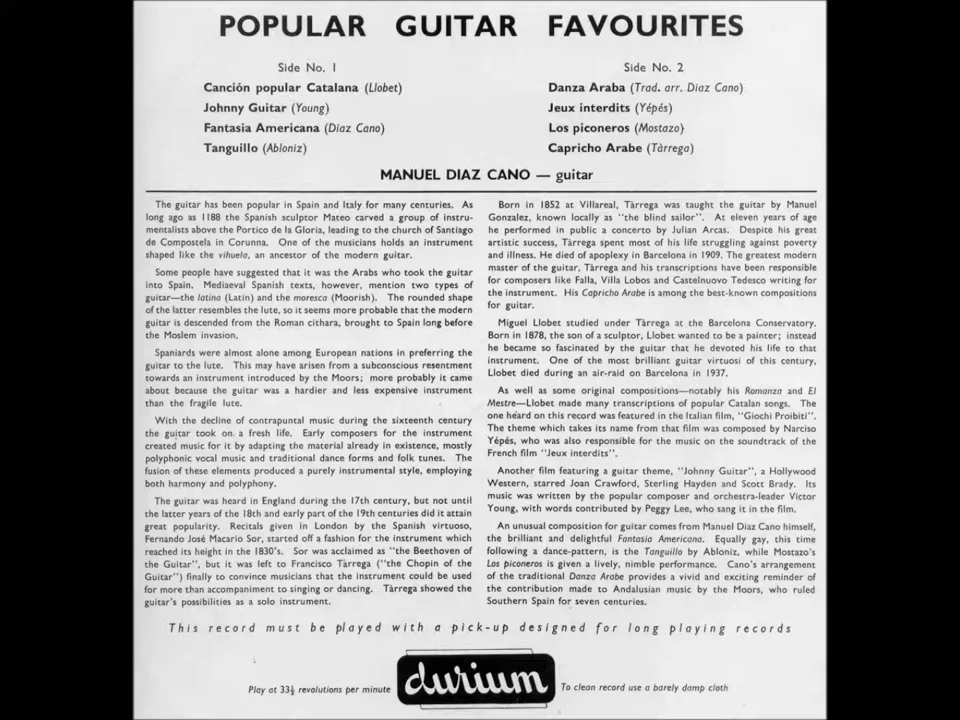 POPULAR GUITAR FAVOURITES
Side No. 1
Canción popular Catalana (Llobet)
Johnny Guitar (Young)
Fantasia Americana (Diaz Cano)
Tanguillo (Abloniz)
Side No. 2
Danza Araba (Trad. arr. Diaz Cano)
Jeux interdits (Yépés)
Los piconeros (Mostazo)
Capricho Arabe (Tàrrega)
MANUEL DIAZ CANO — guitar
The guitar has been popular in Spain and Italy for many centuries. As
long ago as 1188 the Spanish sculptor Mateo carved a group of instru-
mentalists above the Portico de la Gloria, leading to the church of Santiago
de Compostela in Corunna. One of the musicians holds an instrument
shaped like the vihuela, an ancestor of the modern guitar.
Some people have suggested that it was the Arabs who took the guitar
into Spain. Mediaeval Spanish texts, however, mention two types of
guitar—the latina (Latin) and the moresca (Moorish). The rounded shape
of the latter resembles the lute, so it seems more probable that the modern
guitar is descended from the Roman cithara, brought to Spain long before
the Moslem invasion.
Spaniards were almost alone among European nations in preferring the
guitar to the lute. This may have arisen from a subconscious resentment
towards an instrument introduced by the Moors; more probably it came
about because the guitar was a hardier and less expensive instrument
than the fragile lute.
With the decline of contrapuntal music during the sixteenth century
the guitar took on a fresh life. Early composers for the instrument
created music for it by adapting the material already in existence, mostly
polyphonic vocal music and traditional dance forms and folk tunes. The
fusion of these elements produced a purely instrumental style, employing
both harmony and polyphony.
The guitar was heard in England during the 17th century, but not until
the latter years of the 18th and early part of the 19th centuries did it attain
great popularity. Recitals given in London by the Spanish virtuoso,
Fernando José Macario Sor, started off a fashion for the instrument which
reached its height in the 1830's. Sor was acclaimed as "the Beethoven of
the Guitar", but it was left to Francisco Tàrrega ("the Chopin of the
Guitar") finally to convince musicians that the instrument could be used
for more than accompaniment to singing or dancing. Tàrrega showed the
guitar's possibilities as a solo instrument.
Born in 1852 at Villareal, Tàrrega was taught the guitar by Manuel
Gonzalez, known locally as "the blind sailor". At eleven years of age
he performed in public a concerto by Julian Arcas. Despite his great
artistic success, Tàrrega spent most of his life struggling against poverty
and illness. He died of apoplexy in Barcelona in 1909. The greatest modern
master of the guitar, Tàrrega and his transcriptions have been responsible
for composers like Falla, Villa Lobos and Castelnuovo Tedesco writing for
the instrument. His Capricho Arabe is among the best-known compositions
for guitar.
Miguel Llobet studied under Tàrrega at the Barcelona Conservatory.
Born in 1878, the son of a sculptor, Llobet wanted to be a painter; instead
he became so fascinated by the guitar that he devoted his life to that
instrument. One of the most brilliant guitar virtuosi of this century,
Llobet died during an air-raid on Barcelona in 1937.
As well as some original compositions—notably his Romanza and El
Mestre—Llobet made many transcriptions of popular Catalan songs. The
one heard on this record was featured in the Italian film, "Giochi Proibiti".
The theme which takes its name from that film was composed by Narciso
Yépés, who was also responsible for the music on the soundtrack of the
French film "Jeux interdits".
Another film featuring a guitar theme, "Johnny Guitar", a Hollywood
Western, starred Joan Crawford, Sterling Hayden and Scott Brady. Its
music was written by the popular composer and orchestra-leader Victor
Young, with words contributed by Peggy Lee, who sang it in the film.
An unusual composition for guitar comes from Manuel Diaz Cano himself,
the brilliant and delightful Fantasia Americana. Equally gay, this time
following a dance-pattern, is the Tanguillo by Abloniz, while Mostazo's
Los piconeros is given a lively, nimble performance. Cano's arrangement
of the traditional Danza Arabe provides a vivid and exciting reminder of
the contribution made to Andalusian music by the Moors, who ruled
Southern Spain for seven centuries.
This record must be played with a pick-up designed for long playing records
Play at 33⅓ revolutions per minute
durium
To clean record use a barely damp cloth